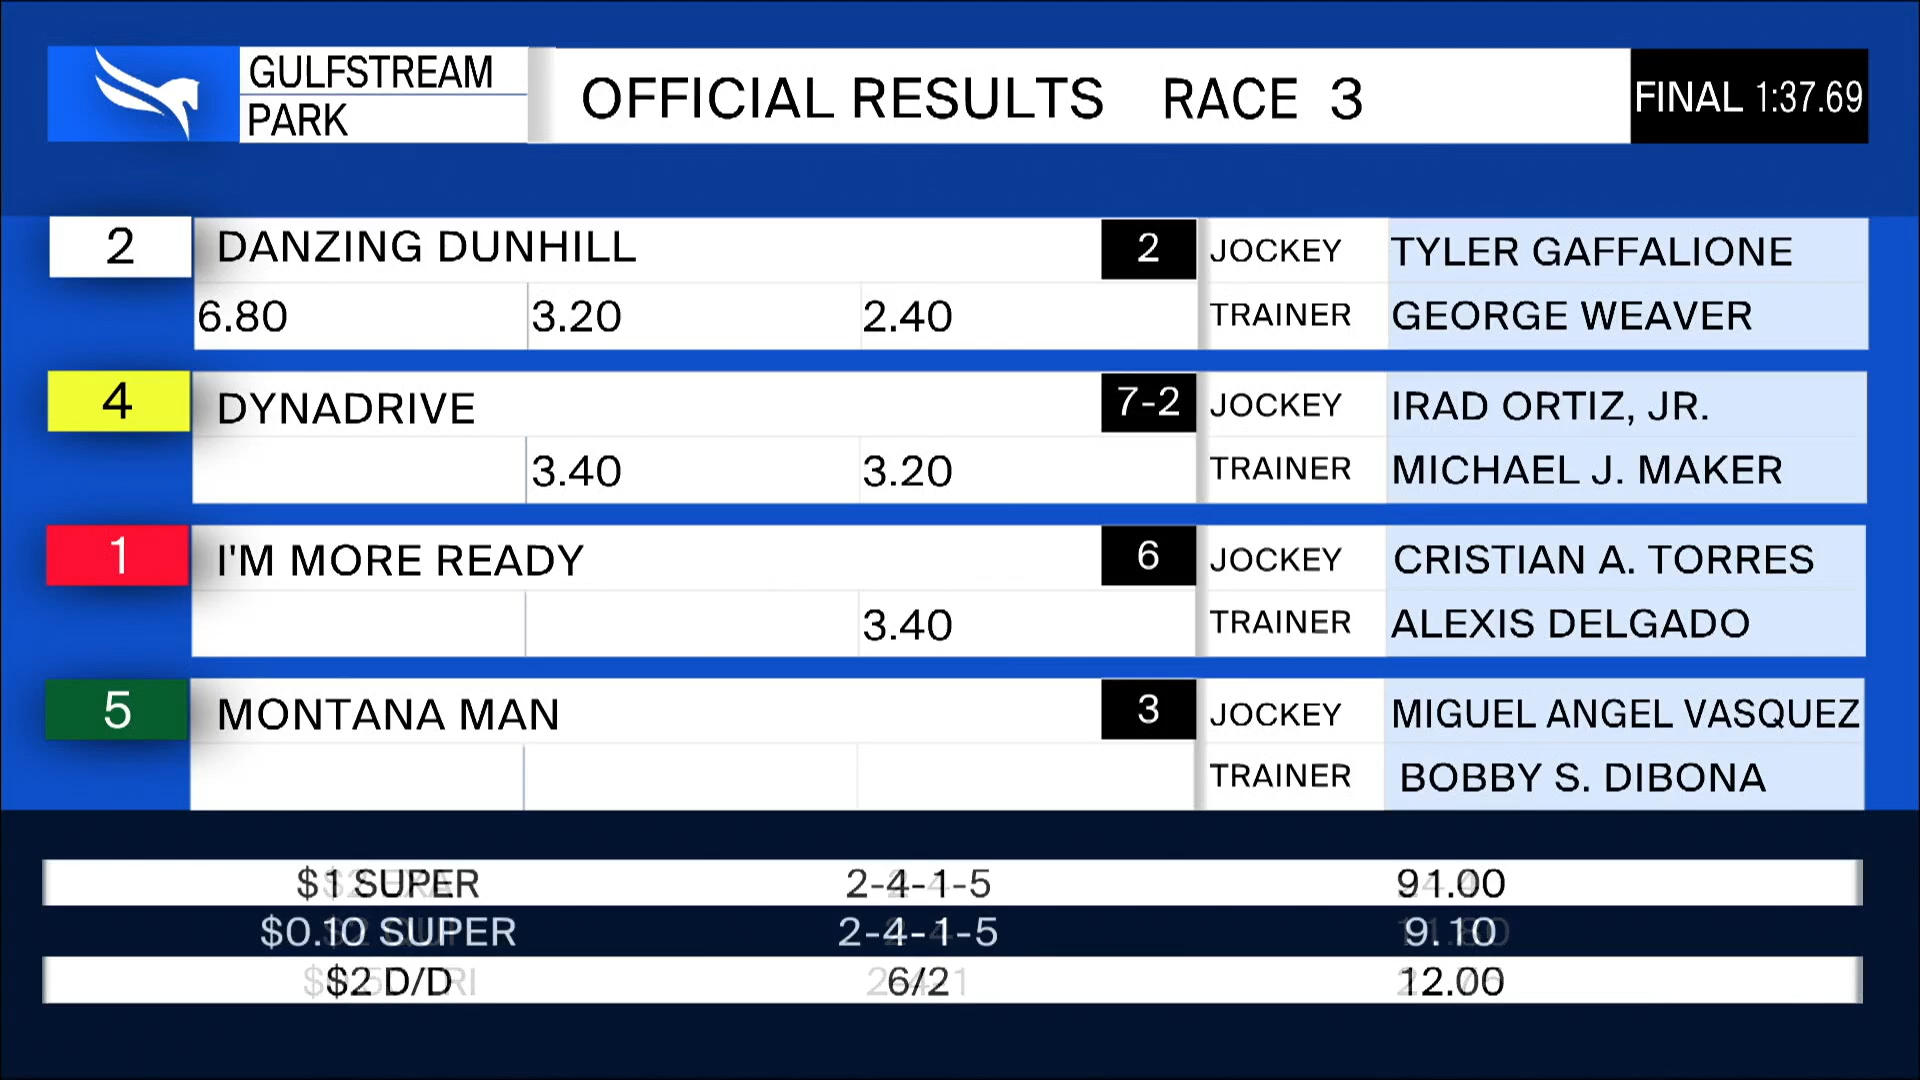 GULFSTREAM
PARK
OFFICIAL RESULTS RACE 3
FINAL 1:37.69
2 DANZING DUNHILL 2 JOCKEY TYLER GAFFALIONE
6.80 3.20 2.40 TRAINER GEORGE WEAVER
4 DYNADRIVE 7-2 JOCKEY IRAD ORTIZ, JR.
3.40 3.20 TRAINER MICHAEL J. MAKER
1 I'M MORE READY 6 JOCKEY CRISTIAN A. TORRES
3.40 TRAINER ALEXIS DELGADO
5 MONTANA MAN 3 JOCKEY MIGUEL ANGEL VASQUEZ
TRAINER BOBBY S. DIBONA
$1 SUPER 2-4-1-5 91.00
$0.10 SUPER 2-4-1-5 9.10
$2 D/D 6/2 12.00